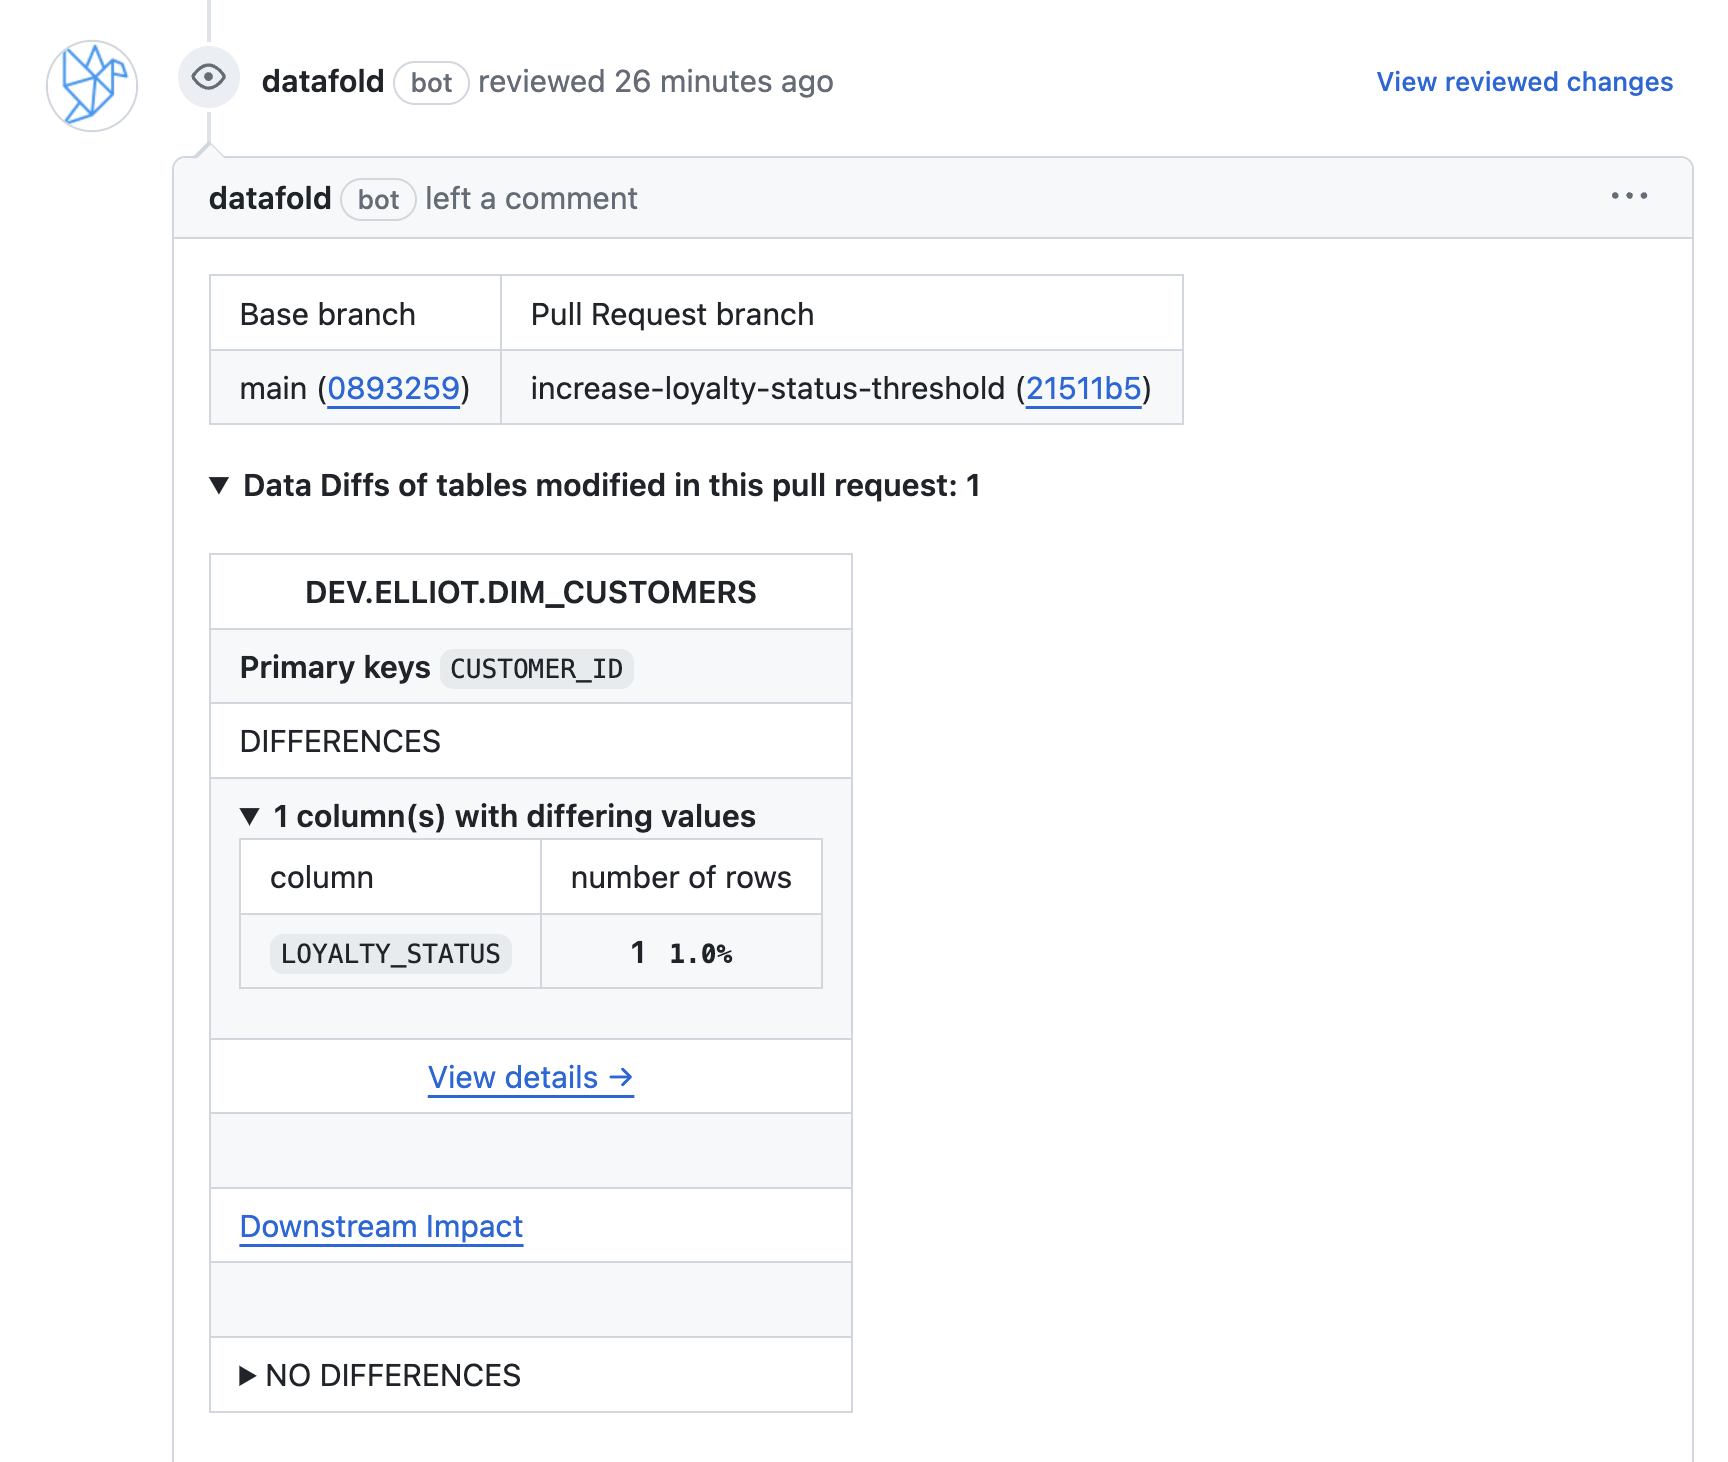 datafold bot reviewed 26 minutes ago
View reviewed changes
datafold bot left a comment
Base branch Pull Request branch
main (0893259) increase-loyalty-status-threshold (21511b5)
▼ Data Diffs of tables modified in this pull request: 1
DEV.ELLIOT.DIM_CUSTOMERS
Primary keys CUSTOMER_ID
DIFFERENCES
▼ 1 column(s) with differing values
column number of rows
LOYALTY_STATUS 1 1.0%
View details →
Downstream Impact
▶ NO DIFFERENCES